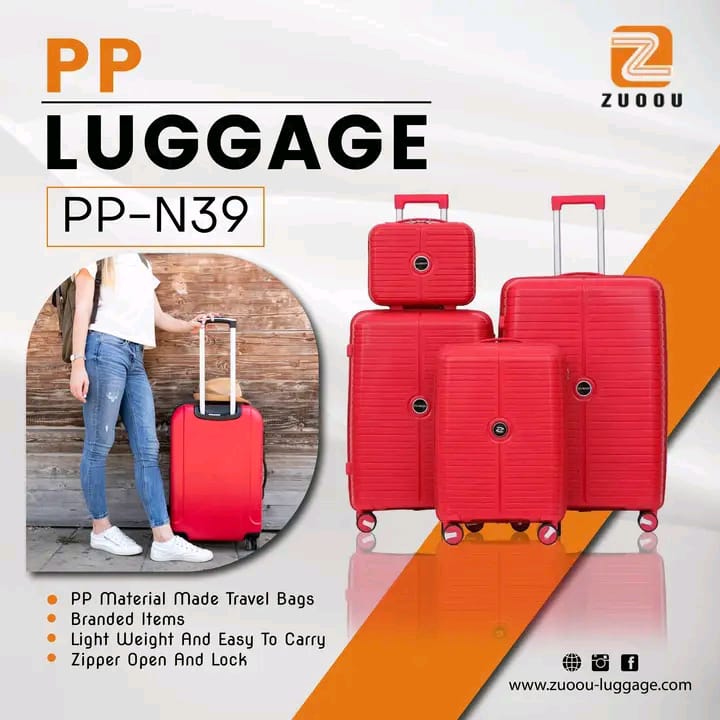 PP
LUGGAGE
PP-N39
ZUOOU
PP Material Made Travel Bags
Branded Items
Light Weight And Easy To Carry
Zipper Open And Lock
www.zuoou-luggage.com